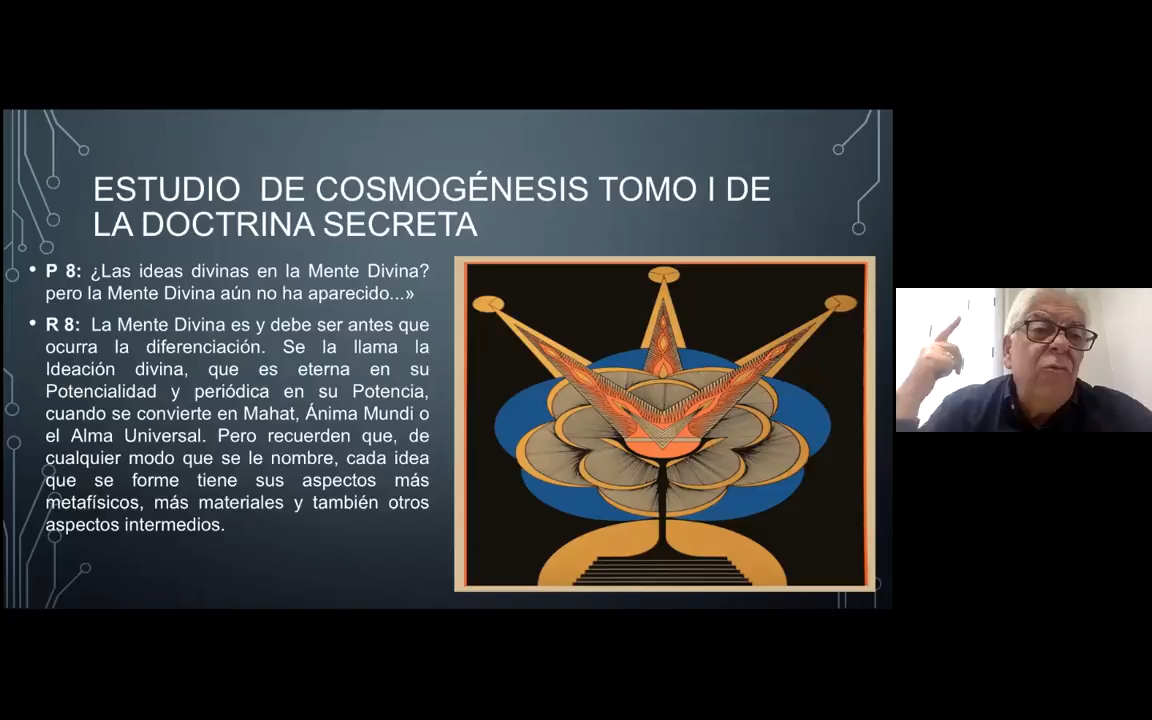 ESTUDIO DE COSMOGÉNESIS TOMO I DE
LA DOCTRINA SECRETA
• P 8: ¿Las ideas divinas en la Mente Divina?
pero la Mente Divina aún no ha aparecido...»
• R 8: La Mente Divina es y debe ser antes que
ocurra la diferenciación. Se la llama la
Ideación divina, que es eterna en su
Potencialidad y periódica en su Potencia,
cuando se convierte en Mahat, Ánima Mundi o
el Alma Universal. Pero recuerden que, de
cualquier modo que se le nombre, cada idea
que se forme tiene sus aspectos más
metafísicos, más materiales y también otros
aspectos intermedios.